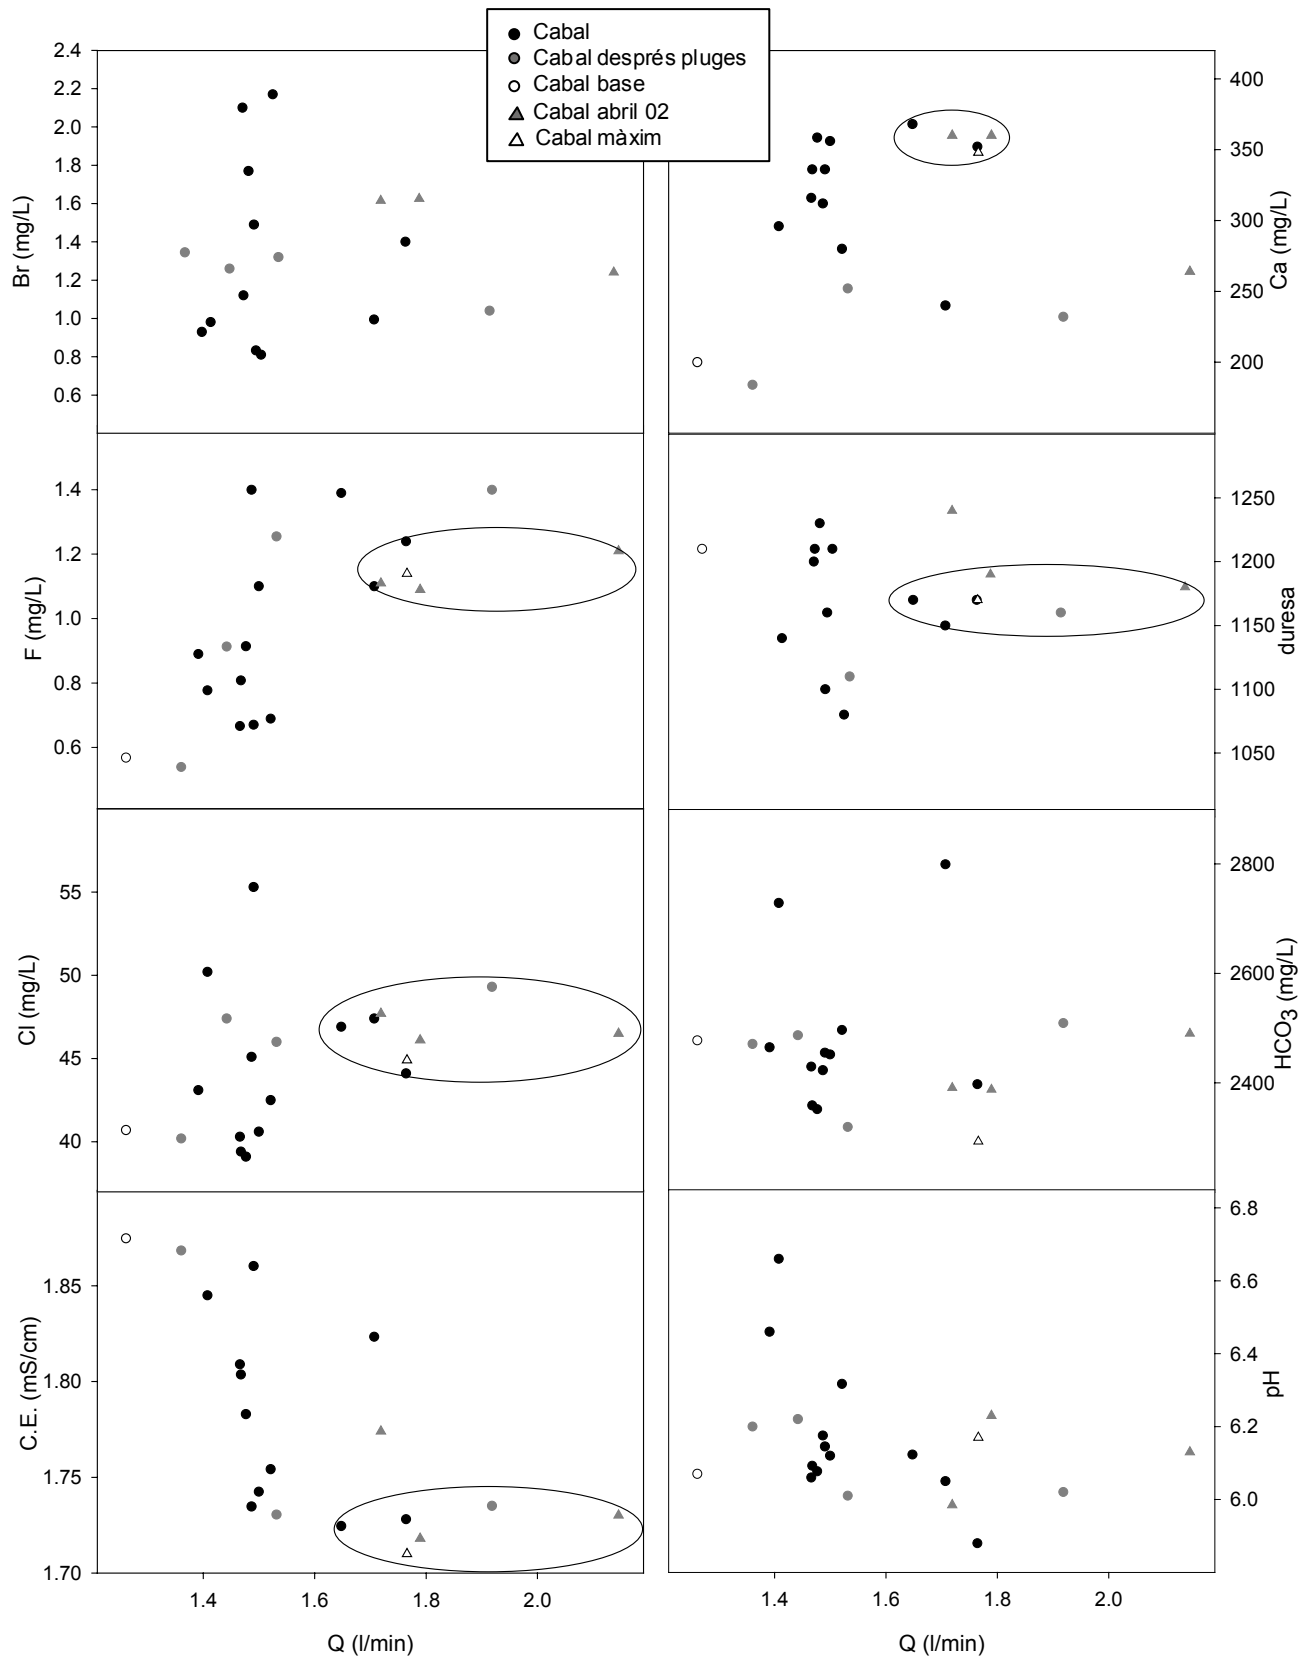 Cabal
Cabal després pluges
Cabal base
Cabal abril 02
Cabal màxim
2.4
2.2
2.0
1.8
1.6
1.4
1.2
1.0
0.8
0.6
Br (mg/L)
400
350
300
250
200
Ca (mg/L)
1.4
1.2
1.0
0.8
0.6
F (mg/L)
1250
1200
1150
1100
1050
duresa
55
50
45
40
Cl (mg/L)
2800
2600
2400
HCO3 (mg/L)
1.85
1.80
1.75
1.70
C.E. (mS/cm)
6.8
6.6
6.4
6.2
6.0
pH
1.4 1.6 1.8 2.0
Q (l/min)
1.4 1.6 1.8 2.0
Q (l/min)